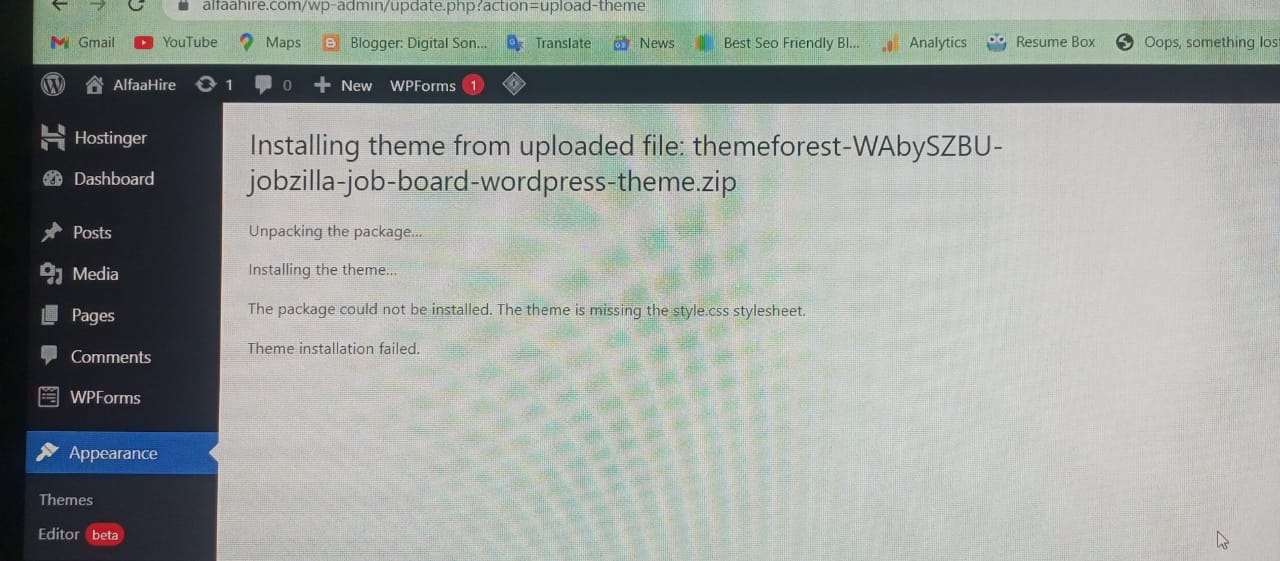 alfaahire.com/wp-admin/update.php?action=upload-theme
Gmail YouTube Maps Blogger: Digital Son... Translate News Best Seo Friendly Bl... Analytics Resume Box Oops, something los
AlfaaHire 1 0 New WPForms 1
Hostinger
Dashboard
Posts
Media
Pages
Comments
WPForms
Appearance
Themes
Editor beta
Installing theme from uploaded file: themeforest-WAbySZBU-
jobzilla-job-board-wordpress-theme.zip
Unpacking the package...
Installing the theme...
The package could not be installed. The theme is missing the style.css stylesheet.
Theme installation failed.